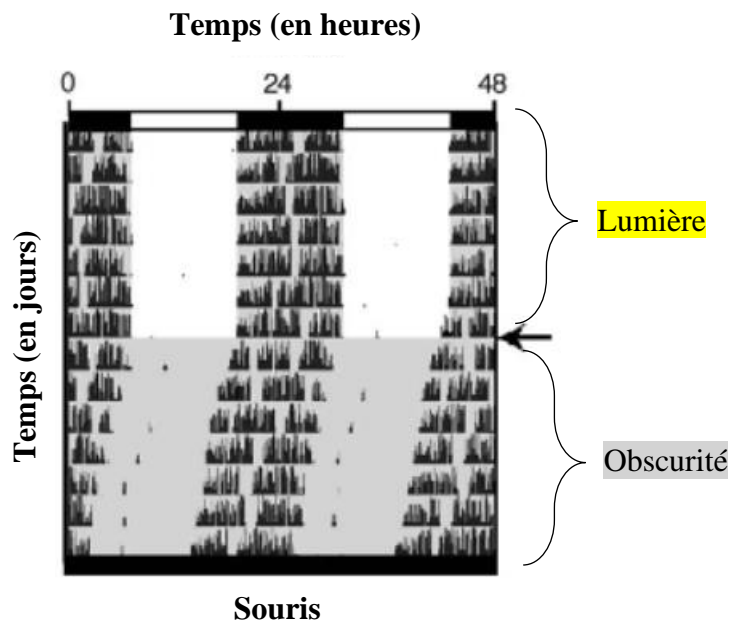 Temps (en heures)
0 24 48
Temps (en jours)
Lumière
Obscurité
Souris